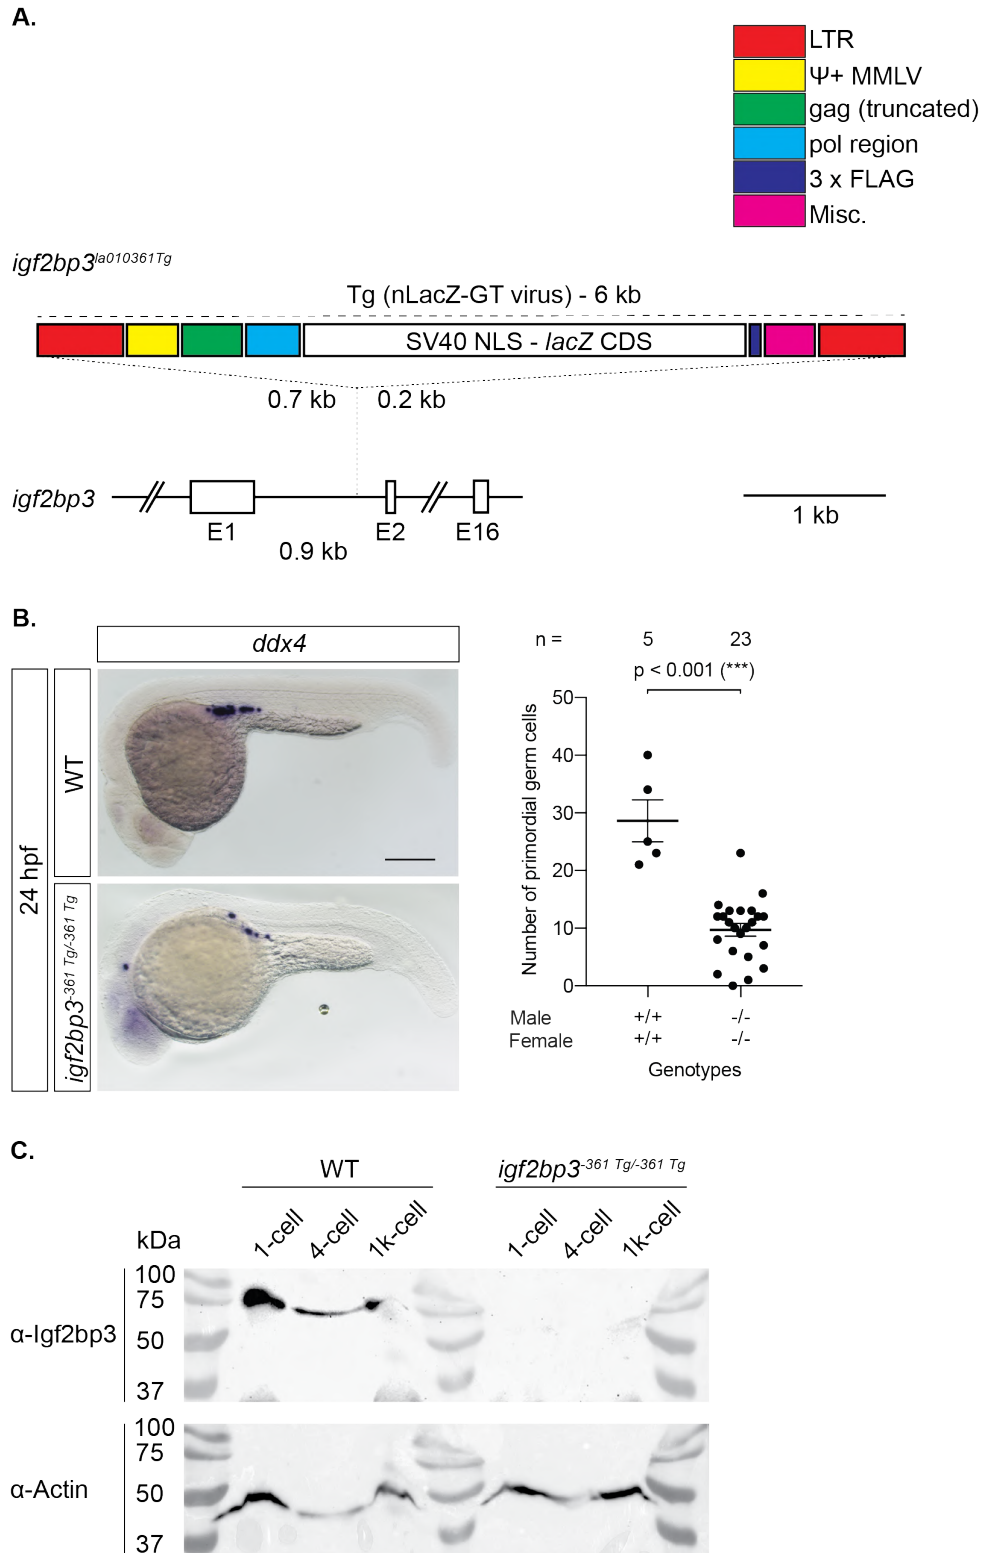 A.
LTR
Ψ+ MMLV
gag (truncated)
pol region
3 x FLAG
Misc.
igf2bp3la010361Tg
Tg (nLacZ-GT virus) - 6 kb
SV40 NLS - lacZ CDS
0.7 kb 0.2 kb
igf2bp3
E1 E2 E16
0.9 kb
1 kb
B.
ddx4
24 hpf
WT
igf2bp3-361 Tg/-361 Tg
n = 5 23
p < 0.001 (***)
Number of primordial germ cells
50
40
30
20
10
0
Male +/+ -/-
Female +/+ -/-
Genotypes
C.
WT igf2bp3-361 Tg/-361 Tg
kDa 1-cell 4-cell 1k-cell 1-cell 4-cell 1k-cell
α-Igf2bp3
100
75
50
37
α-Actin
100
75
50
37